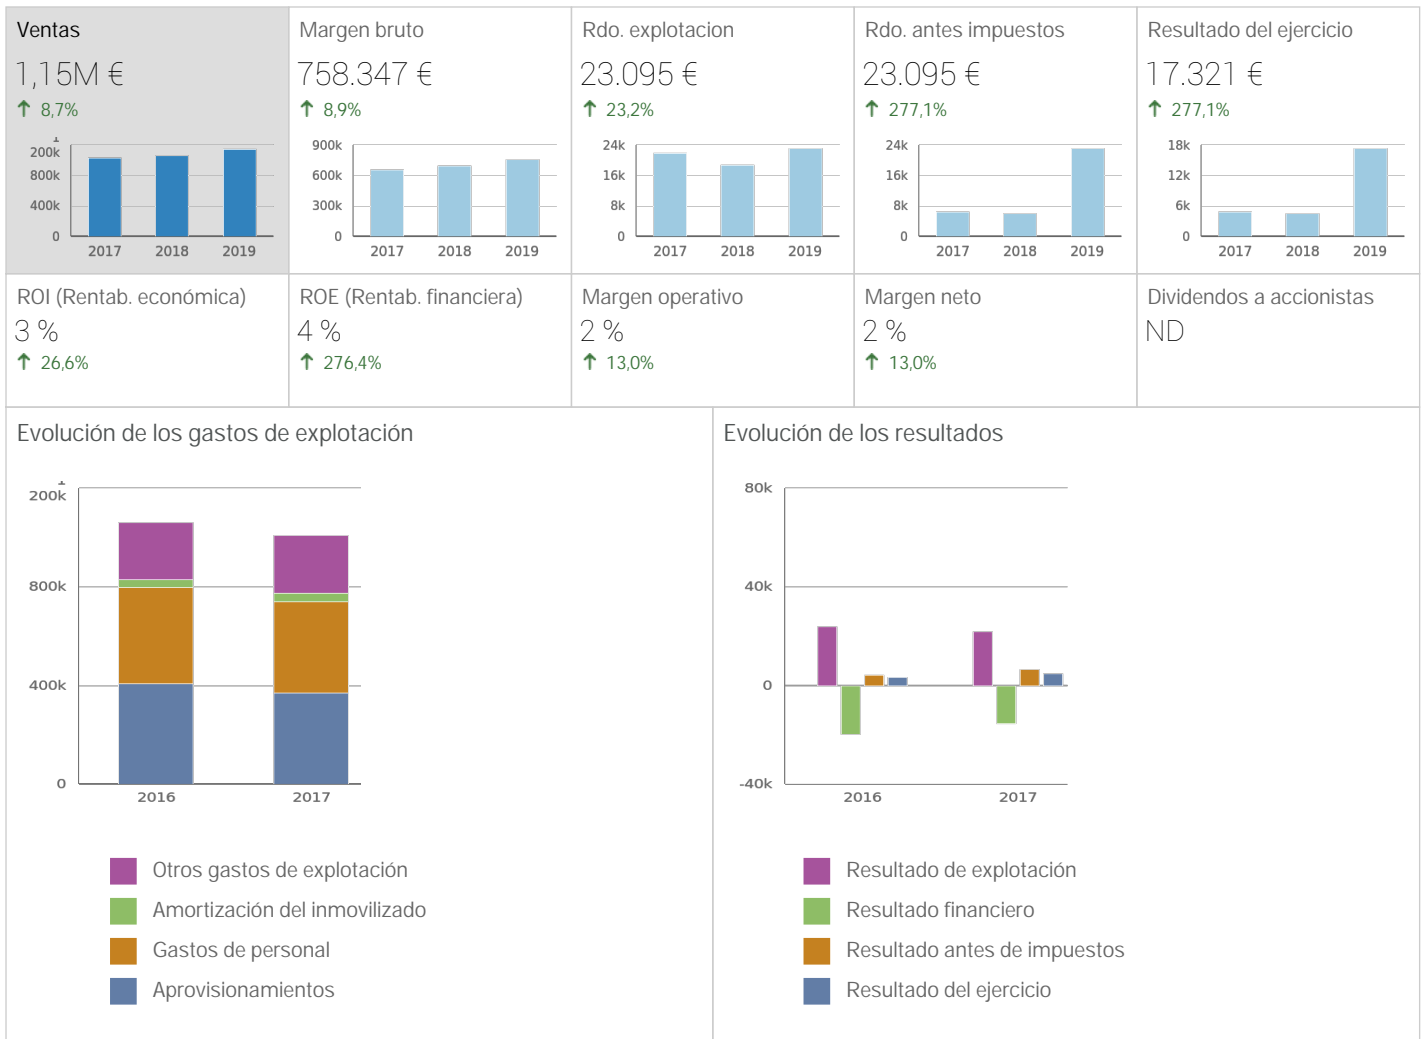 Ventas
1,15M €
↑ 8,7%
200k
800k
400k
0
2017 2018 2019
Margen bruto
758.347 €
↑ 8,9%
900k
600k
300k
0
2017 2018 2019
Rdo. explotacion
23.095 €
↑ 23,2%
24k
16k
8k
0
2017 2018 2019
Rdo. antes impuestos
23.095 €
↑ 277,1%
24k
16k
8k
0
2017 2018 2019
Resultado del ejercicio
17.321 €
↑ 277,1%
18k
12k
6k
0
2017 2018 2019
ROI (Rentab. económica)
3 %
↑ 26,6%
ROE (Rentab. financiera)
4 %
↑ 276,4%
Margen operativo
2 %
↑ 13,0%
Margen neto
2 %
↑ 13,0%
Dividendos a accionistas
ND
Evolución de los gastos de explotación
200k
800k
400k
0
2016 2017
Otros gastos de explotación
Amortización del inmovilizado
Gastos de personal
Aprovisionamientos
Evolución de los resultados
80k
40k
0
-40k
2016 2017
Resultado de explotación
Resultado financiero
Resultado antes de impuestos
Resultado del ejercicio